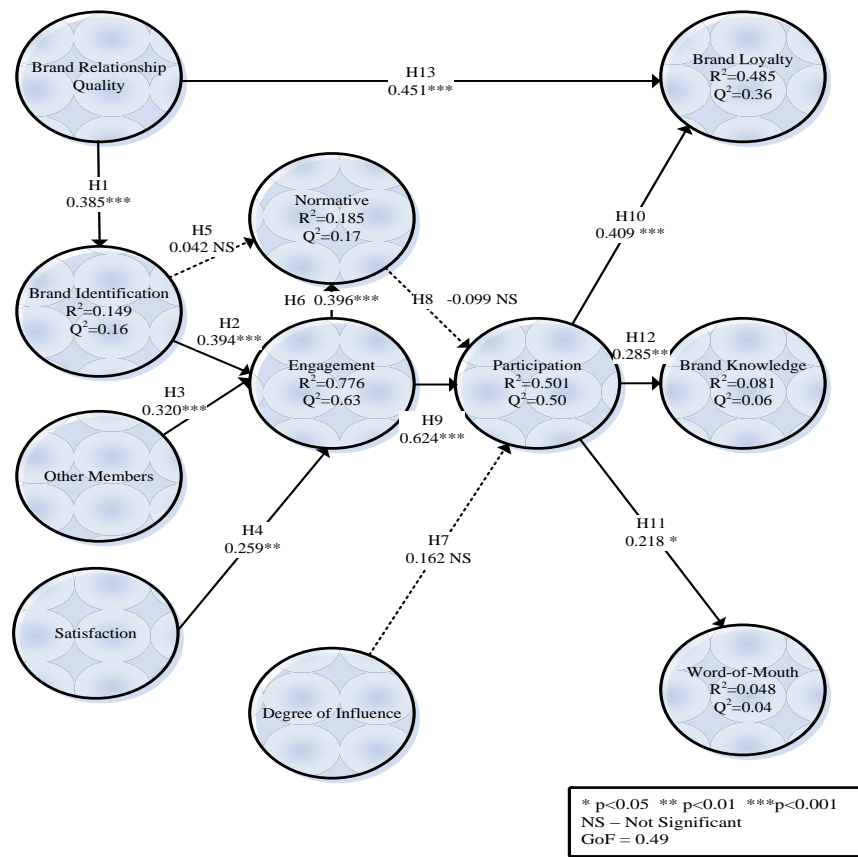 Brand Relationship
Quality
H13
0.451***
Brand Loyalty
R²=0.485
Q²=0.36
H1
0.385***
H5
0.042 NS
Normative
R²=0.185
Q²=0.17
H10
0.409 ***
Brand Identification
R²=0.149
Q²=0.16
H2
0.394***
H6 0.396***
H8 -0.099 NS
Engagement
R²=0.776
Q²=0.63
Participation
R²=0.501
Q²=0.50
H12
0.285**
Brand Knowledge
R²=0.081
Q²=0.06
H3
0.320***
H9
0.624***
Other Members
H4
0.259**
H7
0.162 NS
H11
0.218 *
Satisfaction
Degree of Influence
Word-of-Mouth
R²=0.048
Q²=0.04
* p<0.05 ** p<0.01 ***p<0.001
NS – Not Significant
GoF = 0.49